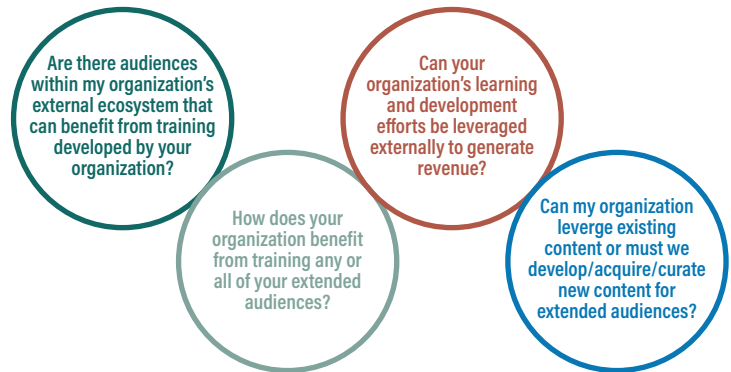 Are there audiences
within my organization's
external ecosystem that
can benefit from training
developed by your
organization?
How does your
organization benefit
from training any or
all of your extended
audiences?
Can your
organization's learning
and development
efforts be leveraged
externally to generate
revenue?
Can my organization
leverge existing
content or must we
develop/acquire/curate
new content for
extended audiences?